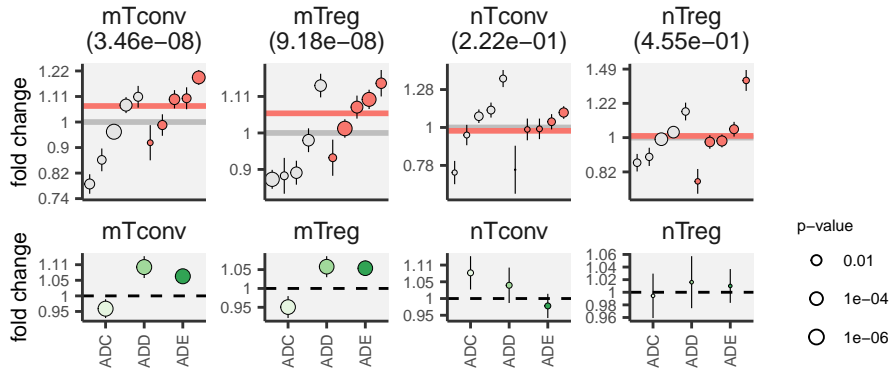 mTconv
(3.46e−08)
mTreg
(9.18e−08)
nTconv
(2.22e−01)
nTreg
(4.55e−01)
fold change
1.22
1.11
1
0.9
0.82
0.74
1.11
1
0.9
1.28
1
0.78
1.49
1.22
1
0.82
mTconv
mTreg
nTconv
nTreg
fold change
1.11
1.05
1
0.95
1.05
1
0.95
1.11
1.05
1
0.95
1.06
1.04
1.02
1
0.98
0.96
ADC
ADD
ADE
ADC
ADD
ADE
ADC
ADD
ADE
ADC
ADD
ADE
p−value
0.01
1e−04
1e−06